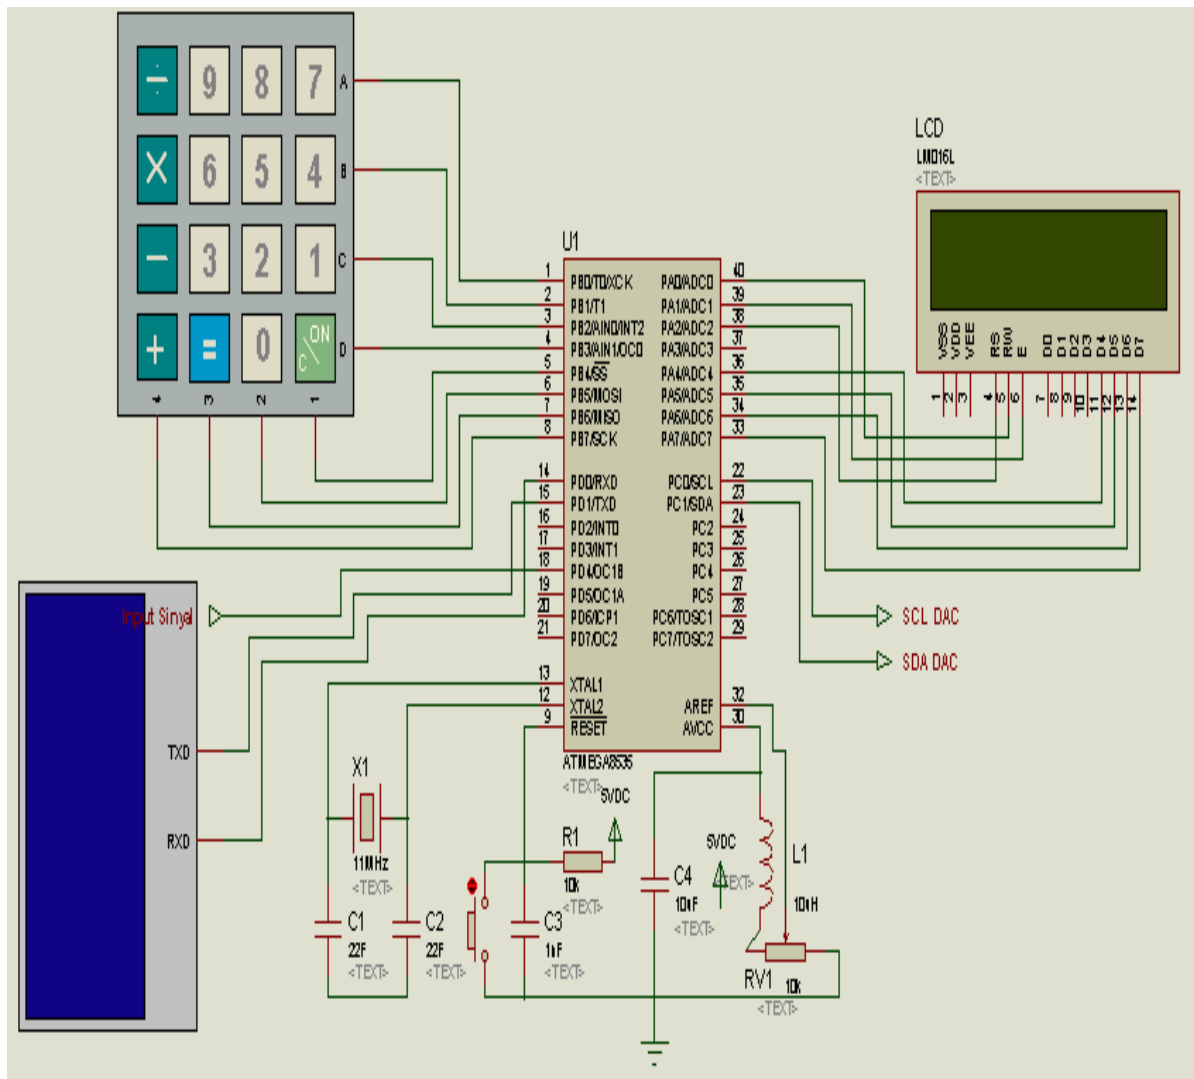 ÷ 9 8 7 A
× 6 5 4 B
− 3 2 1 C
+ = 0 ON/C D
4 3 2 1
LCD
LM016L
<TEXT>
VSS VDD VEE RS RW E D0 D1 D2 D3 D4 D5 D6 D7
1 2 3 4 5 6 7 8 9 10 11 12 13 14
U1
1 PB0/T0/XCK PA0/ADC0 40
2 PB1/T1 PA1/ADC1 39
3 PB2/AIN0/INT2 PA2/ADC2 38
4 PB3/AIN1/OC0 PA3/ADC3 37
5 PB4/SS PA4/ADC4 36
6 PB5/MOSI PA5/ADC5 35
7 PB6/MISO PA6/ADC6 34
8 PB7/SCK PA7/ADC7 33
14 PD0/RXD PC0/SCL 22
15 PD1/TXD PC1/SDA 23
16 PD2/INT0 PC2 24
17 PD3/INT1 PC3 25
18 PD4/OC1B PC4 26
19 PD5/OC1A PC5 27
20 PD6/ICP1 PC6/TOSC1 28
21 PD7/OC2 PC7/TOSC2 29
13 XTAL1
12 XTAL2 AREF 32
9 RESET AVCC 30
ATMEGA8535
<TEXT>
Input Sinyal
SCL DAC
SDA DAC
TXD
RXD
X1
11MHz
<TEXT>
C1
22F
<TEXT>
C2
22F
<TEXT>
R1
10k
<TEXT>
5VDC
C3
1uF
<TEXT>
C4
10uF
<TEXT>
5VDC
L1
10uH
<TEXT>
RV1
10k
<TEXT>